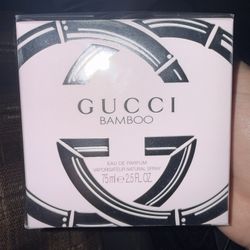 GUCCI
BAMBOO
EAU DE PARFUM
VAPORISATEUR NATURAL SPRAY
75 ml ℮ 2.5 FL.OZ.